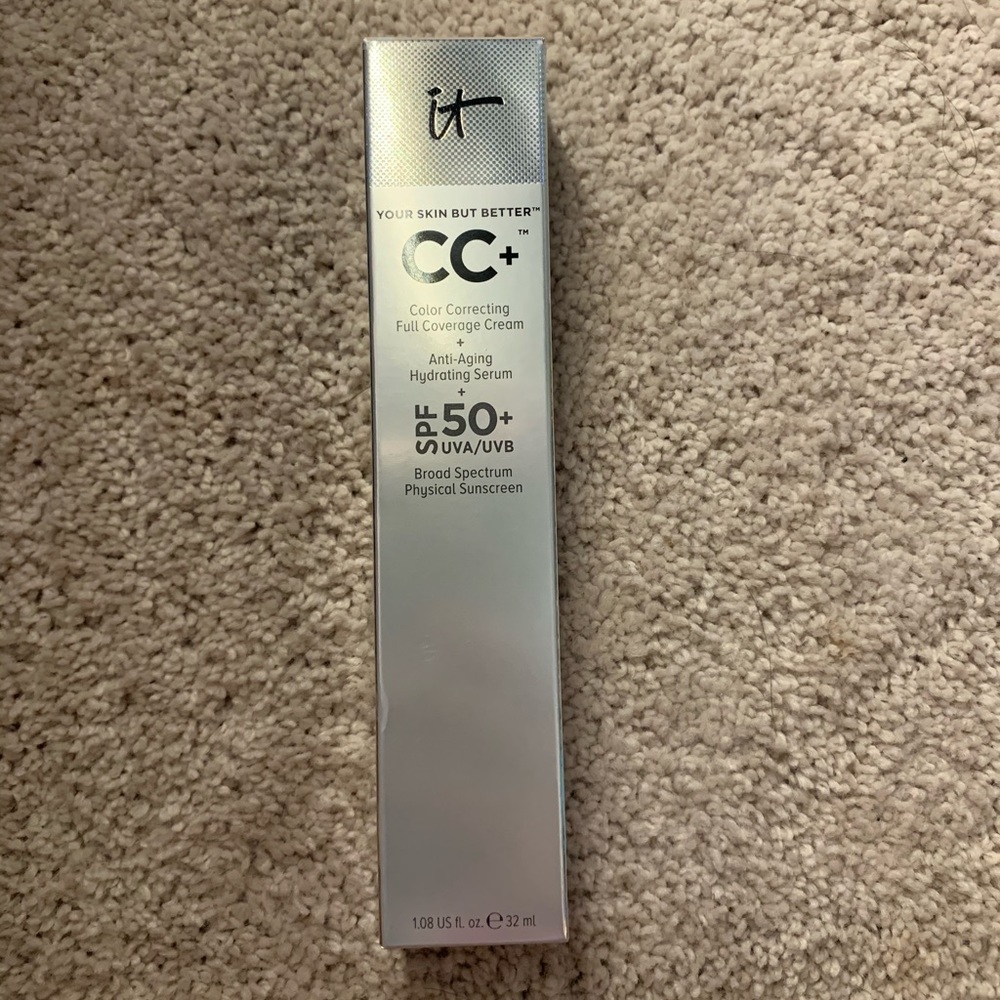 it
YOUR SKIN BUT BETTER™
CC+™
Color Correcting
Full Coverage Cream
+
Anti-Aging
Hydrating Serum
+
SPF 50+
UVA/UVB
Broad Spectrum
Physical Sunscreen
1.08 US fl. oz. ℮ 32 ml